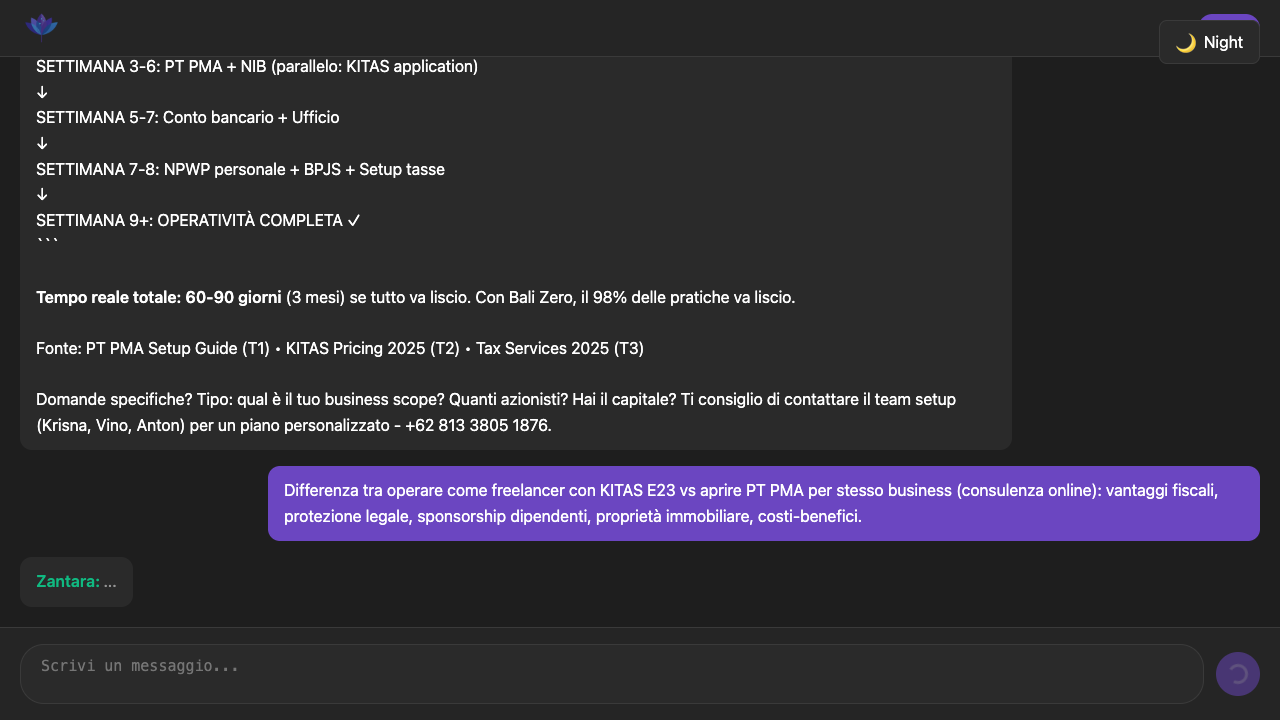 🌙 Night
SETTIMANA 3-6: PT PMA + NIB (parallelo: KITAS application)
↓
SETTIMANA 5-7: Conto bancario + Ufficio
↓
SETTIMANA 7-8: NPWP personale + BPJS + Setup tasse
↓
SETTIMANA 9+: OPERATIVITÀ COMPLETA ✓
```
Tempo reale totale: 60-90 giorni (3 mesi) se tutto va liscio. Con Bali Zero, il 98% delle pratiche va liscio.
Fonte: PT PMA Setup Guide (T1) • KITAS Pricing 2025 (T2) • Tax Services 2025 (T3)
Domande specifiche? Tipo: qual è il tuo business scope? Quanti azionisti? Hai il capitale? Ti consiglio di contattare il team setup
(Krisna, Vino, Anton) per un piano personalizzato - +62 813 3805 1876.
Differenza tra operare come freelancer con KITAS E23 vs aprire PT PMA per stesso business (consulenza online): vantaggi fiscali,
protezione legale, sponsorship dipendenti, proprietà immobiliare, costi-benefici.
Zantara: ...
Scrivi un messaggio...